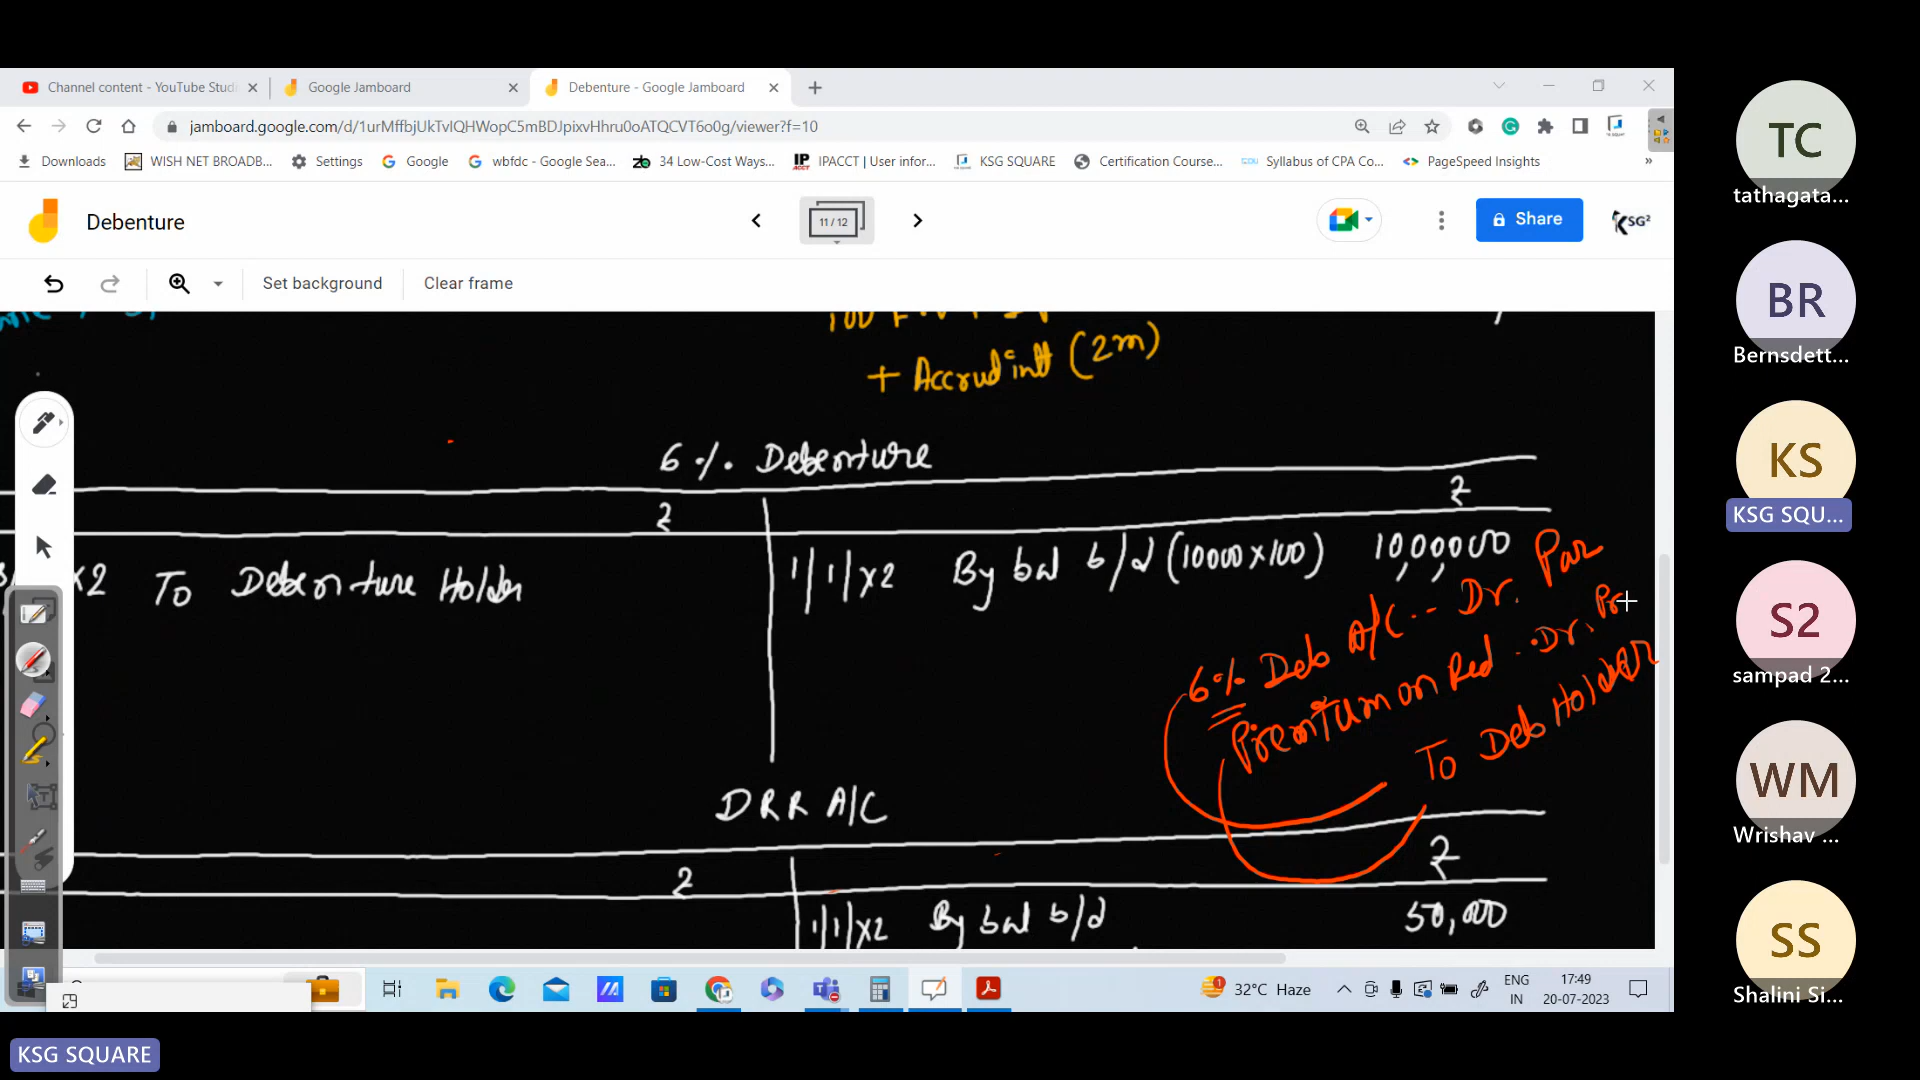 Channel content - YouTube Stud
Google Jamboard
Debenture - Google Jamboard
jamboard.google.com/d/1urMffbjUkTvIQHWopC5mBDJpixvHhru0oATQCVT6o0g/viewer?f=10
Downloads
WISH NET BROADB...
Settings
Google
wbfdc - Google Sea...
34 Low-Cost Ways...
IPACCT | User infor...
KSG SQUARE
Certification Course...
Syllabus of CPA Co...
PageSpeed Insights
»
Debenture
11 / 12
Share
KSG²
Set background
Clear frame
+ Accrud intt (2m)
6 % Debenture
₹
₹
x2 To Debenture Holder
1/1/x2 By bal b/d (10000 x 100) 10,00,000
6% Deb A/C -- Dr. Par
Premium on Red . Dr. Pr
To Deb Holder
DRR A/C
₹
₹
1/1/x2 By bal b/d 50,000
32°C Haze
ENG
IN
17:49
20-07-2023
KSG SQUARE
TC
tathagata...
BR
Bernsdett...
KS
KSG SQU...
S2
sampad 2...
WM
Wrishav ...
SS
Shalini Si...